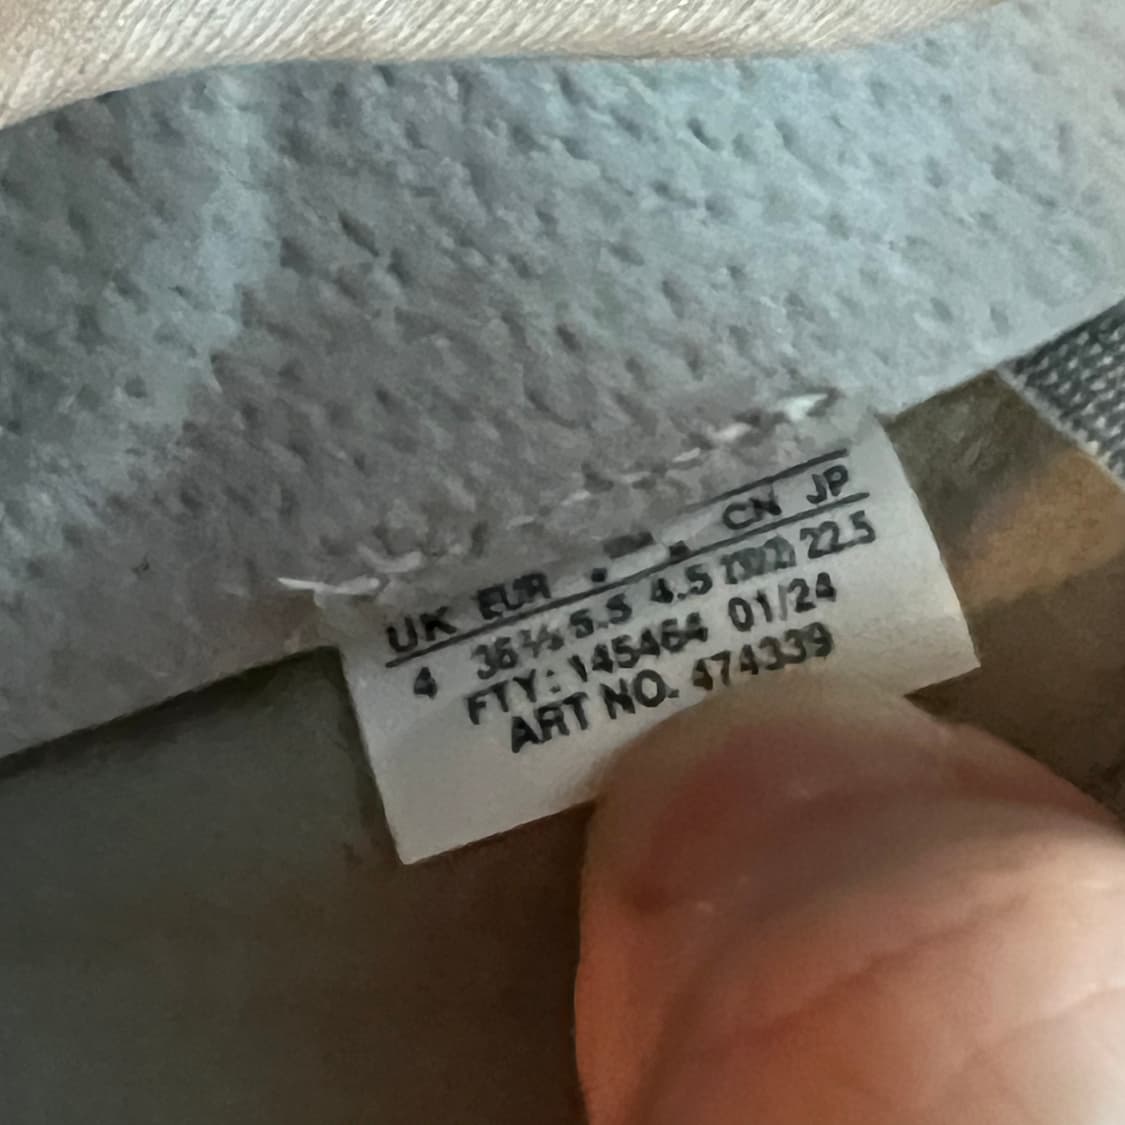 UK EUR CN JP
4 36⅔ 5.5 4.5 22.5
FTY: 145464 01/24
ART NO. 474339